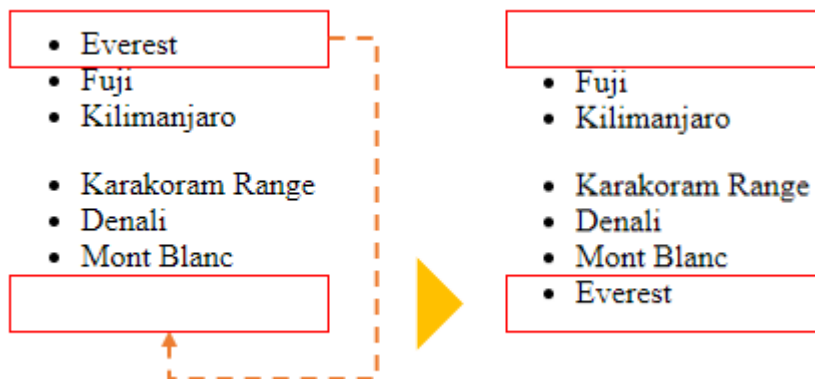 • Everest
• Fuji
• Kilimanjaro
• Karakoram Range
• Denali
• Mont Blanc
• Fuji
• Kilimanjaro
• Karakoram Range
• Denali
• Mont Blanc
• Everest